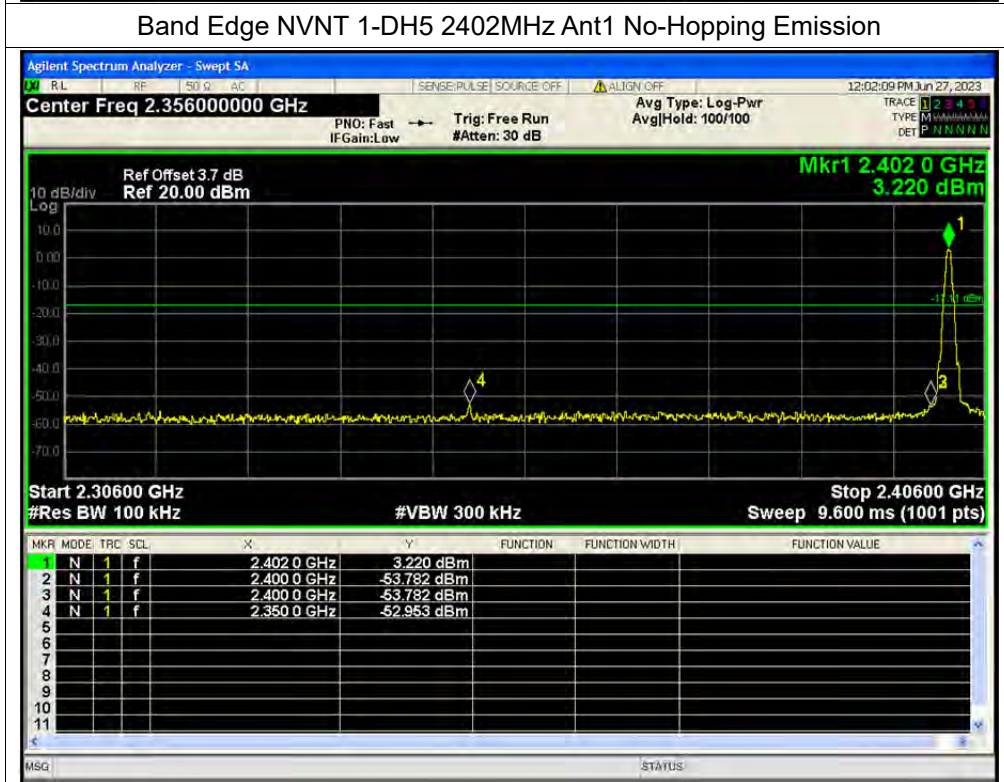 Band Edge NVNT 1-DH5 2402MHz Ant1 No-Hopping Emission
Agilent Spectrum Analyzer - Swept SA
LXI RL RF 50 Ω AC SENSE:PULSE SOURCE OFF ALIGN OFF 12:02:09 PM Jun 27, 2023
Center Freq 2.356000000 GHz Avg Type: Log-Pwr TRACE 1 2 3 4 5
PNO: Fast Trig: Free Run Avg|Hold: 100/100 TYPE M
IFGain:Low #Atten: 30 dB DET P N N N N N
Mkr1 2.402 0 GHz
Ref Offset 3.7 dB
10 dB/div Ref 20.00 dBm 3.220 dBm
Log
10.0
0.00
-10.0
-20.0
-30.0
-40.0
-50.0
-60.0
-70.0
1
4
3
Start 2.30600 GHz Stop 2.40600 GHz
#Res BW 100 kHz #VBW 300 kHz Sweep 9.600 ms (1001 pts)
MKR MODE TRC SCL X Y FUNCTION FUNCTION WIDTH FUNCTION VALUE
1 N 1 f 2.402 0 GHz 3.220 dBm
2 N 1 f 2.400 0 GHz -53.782 dBm
3 N 1 f 2.400 0 GHz -53.782 dBm
4 N 1 f 2.350 0 GHz -52.953 dBm
5
6
7
8
9
10
11
MSG STATUS